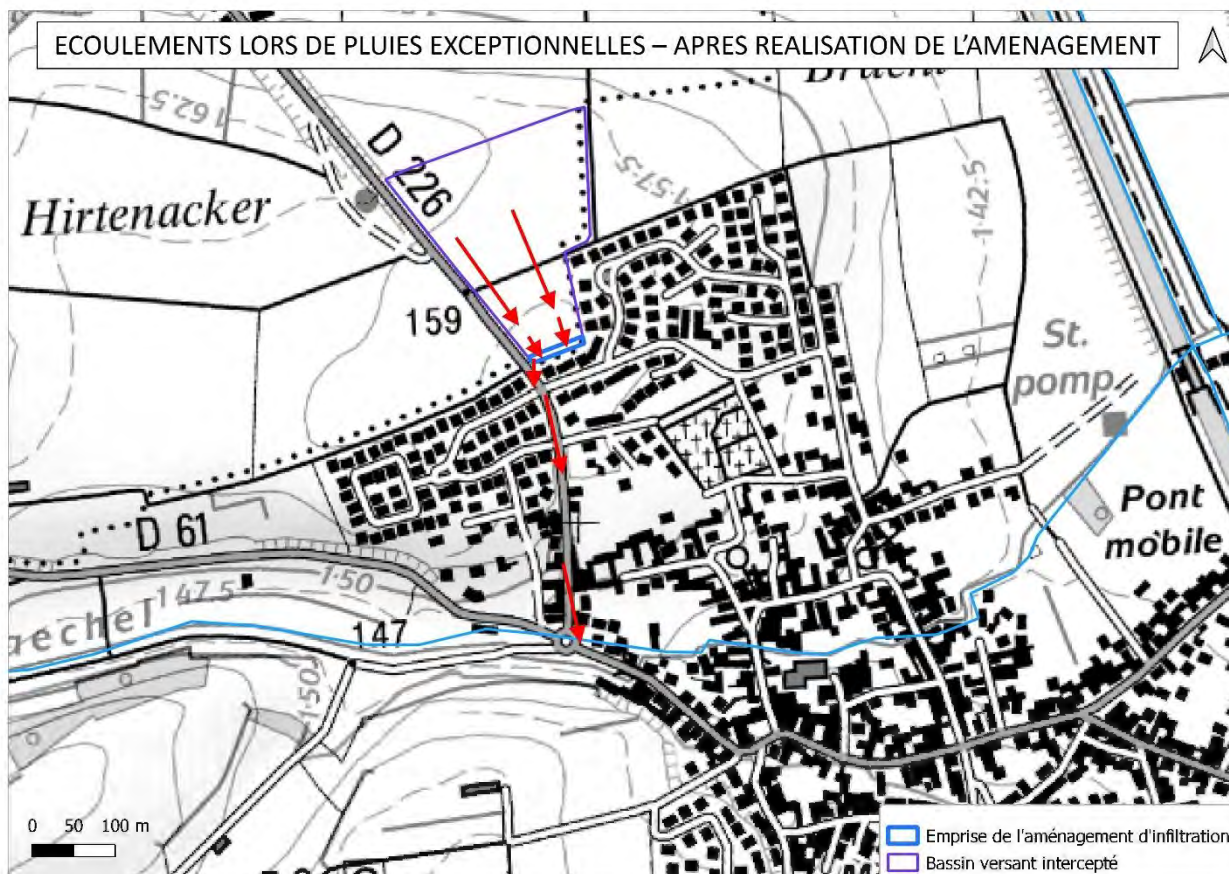 ECOULEMENTS LORS DE PLUIES EXCEPTIONNELLES – APRES REALISATION DE L'AMENAGEMENT
162.5
D 226
157.5
Hirtenacker
142.5
159
St.
pomp.
Pont
mobile
D 61
150
147.5
147
150
0 50 100 m
Emprise de l'aménagement d'infiltration
Bassin versant intercepté